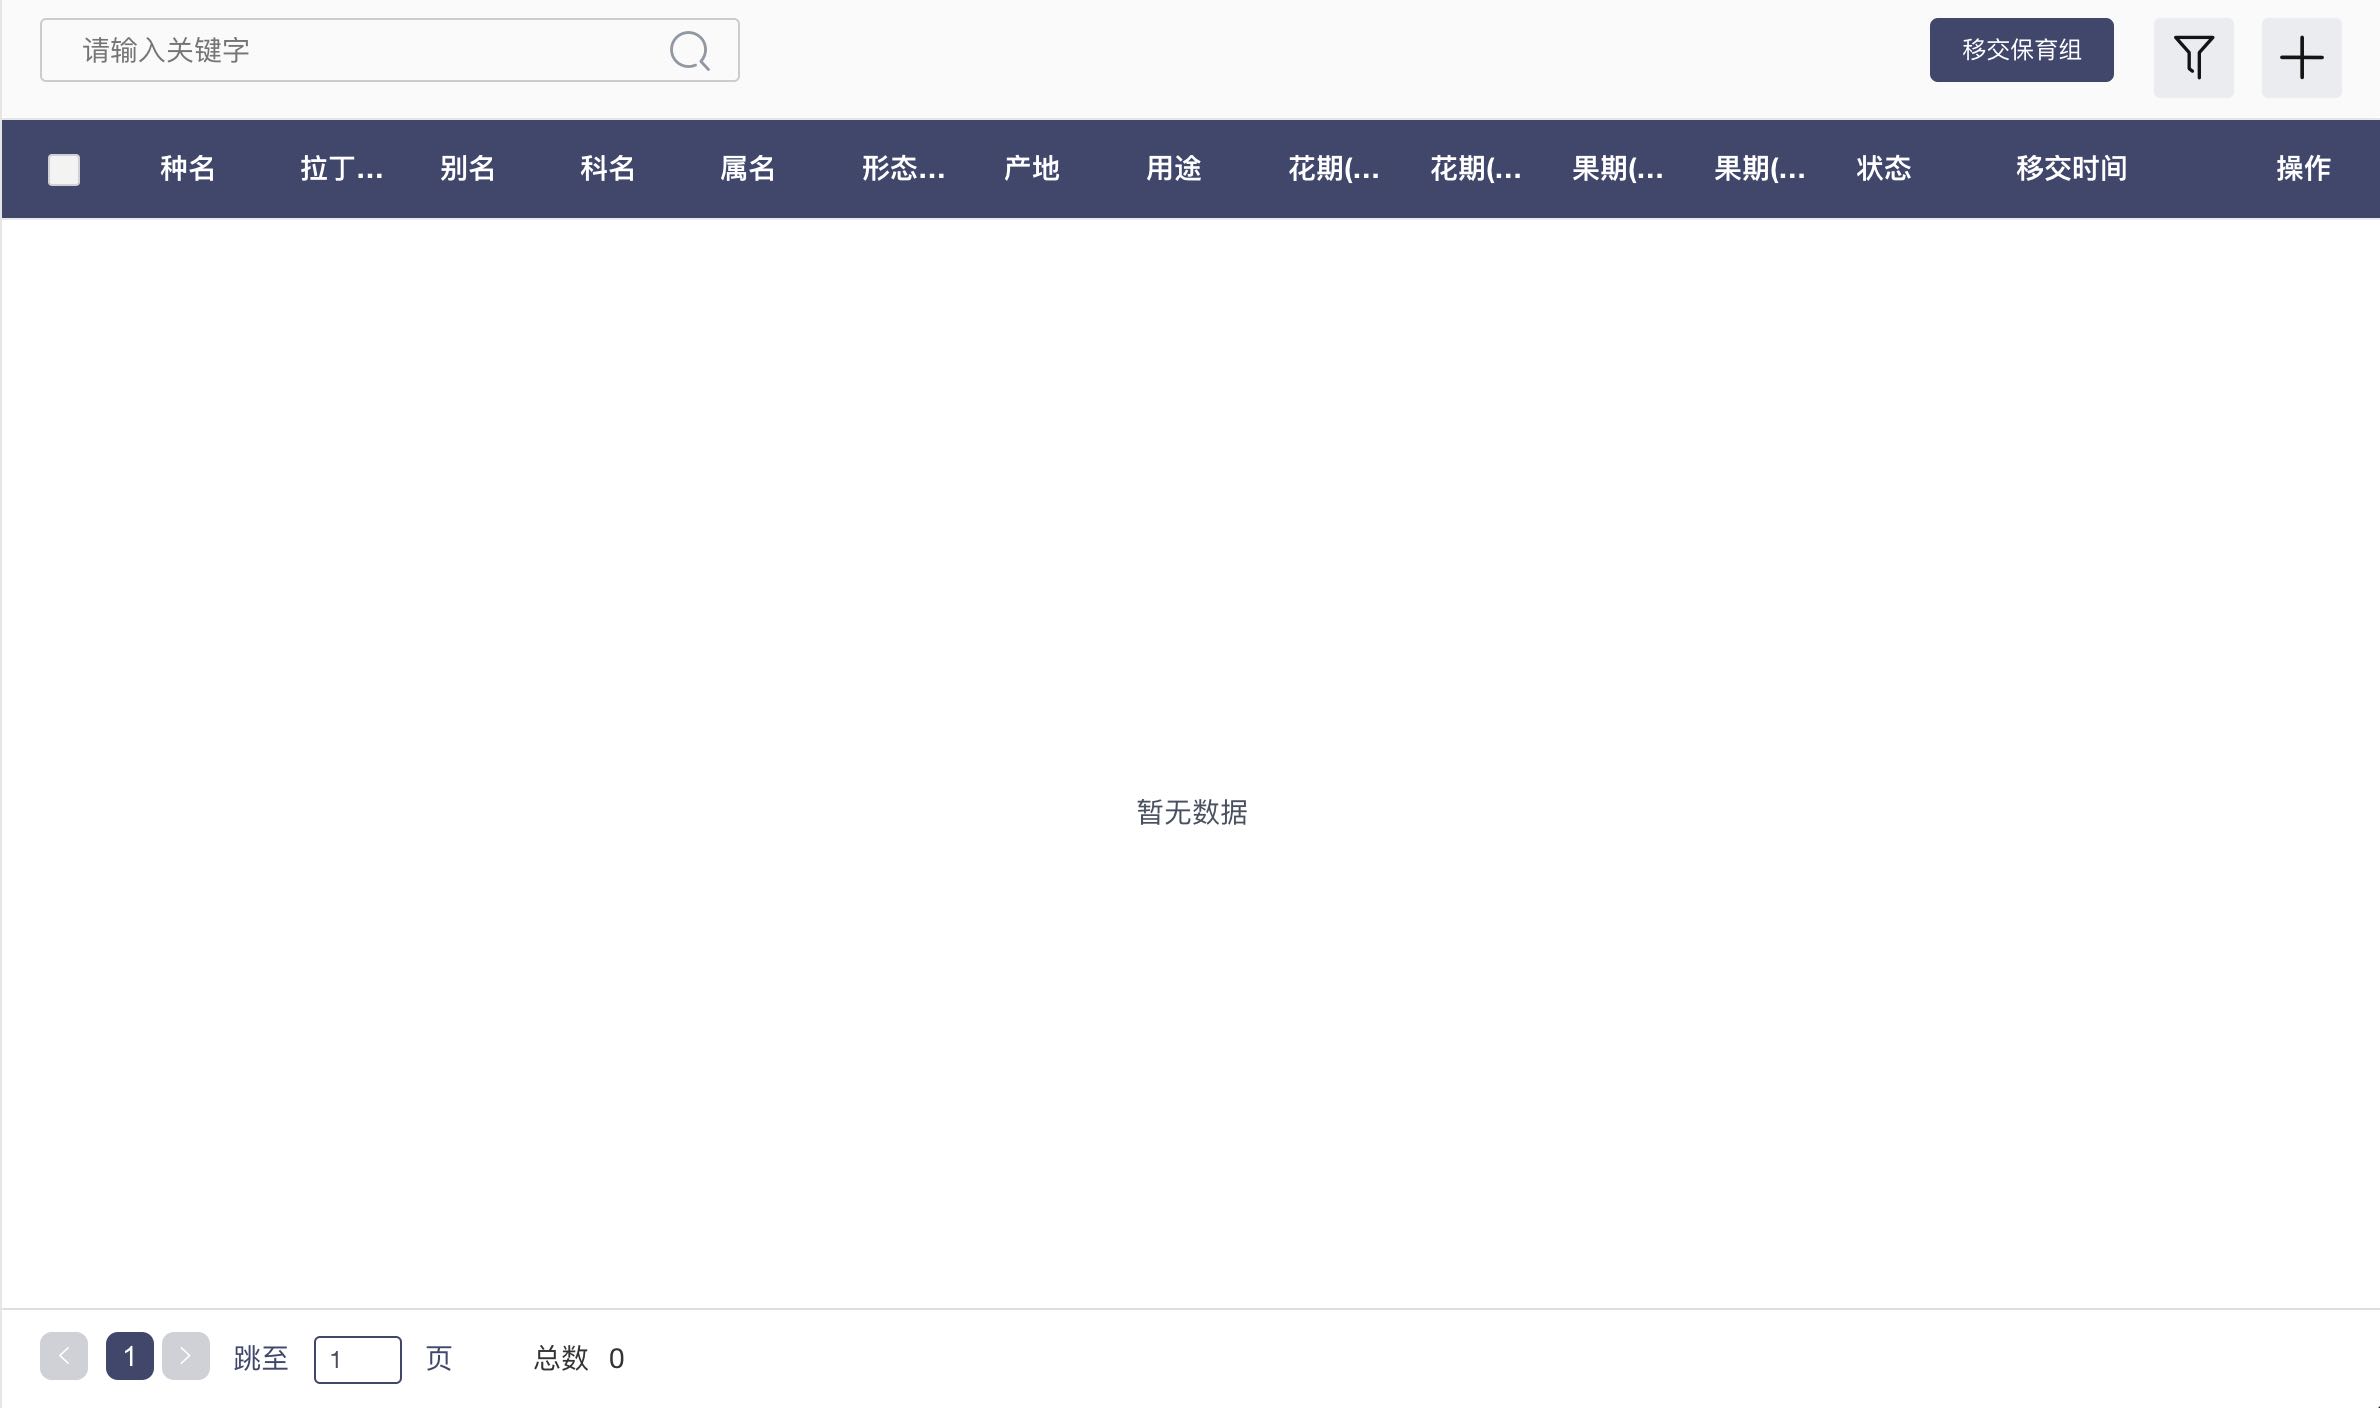 请输入关键字
移交保育组
种名 拉丁... 别名 科名 属名 形态... 产地 用途 花期(... 花期(... 果期(... 果期(... 状态 移交时间 操作
暂无数据
1 跳至 1 页 总数 0